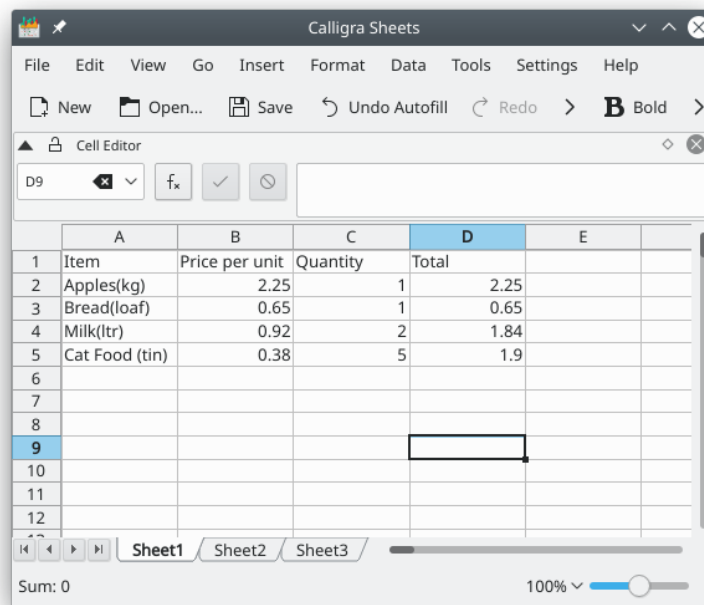 Calligra Sheets
File Edit View Go Insert Format Data Tools Settings Help
New Open... Save Undo Autofill Redo B Bold
Cell Editor
D9 fx
A B C D E
1 Item Price per unit Quantity Total
2 Apples(kg) 2.25 1 2.25
3 Bread(loaf) 0.65 1 0.65
4 Milk(ltr) 0.92 2 1.84
5 Cat Food (tin) 0.38 5 1.9
6
7
8
9
10
11
12
Sheet1 Sheet2 Sheet3
Sum: 0 100%